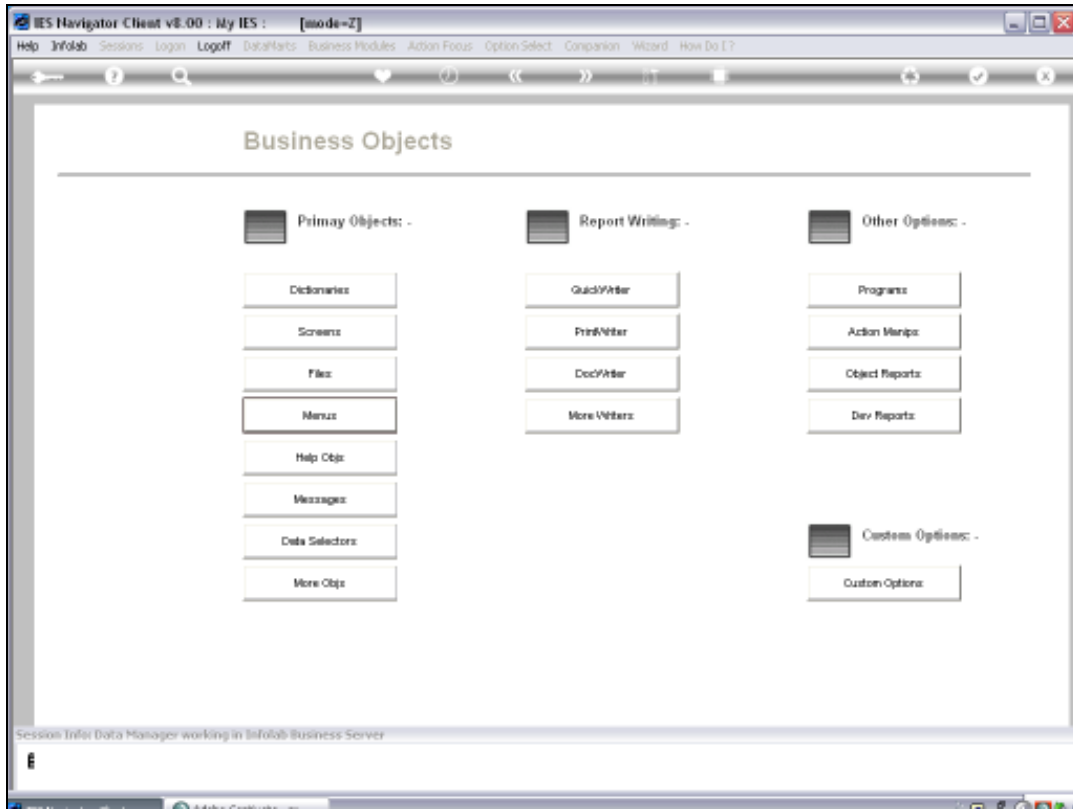 IES Navigator Client v8.00 : My IES : [mode=Z]
Help Infolab Sessions Logon Logoff DataMarts Business Modules Action Focus Option Select Companion Wizard How Do I ?
Business Objects
Primay Objects: -
Report Writing: -
Other Options: -
Dictionaries
QuickWriter
Programs
Screens
PrintWriter
Action Manips
Files
DocWriter
Object Reports
Menus
More Writers
Dev Reports
Help Objs
Messages
Data Selectors
Custom Options: -
More Objs
Custom Options
Session Info: Data Manager working in Infolab Business Server